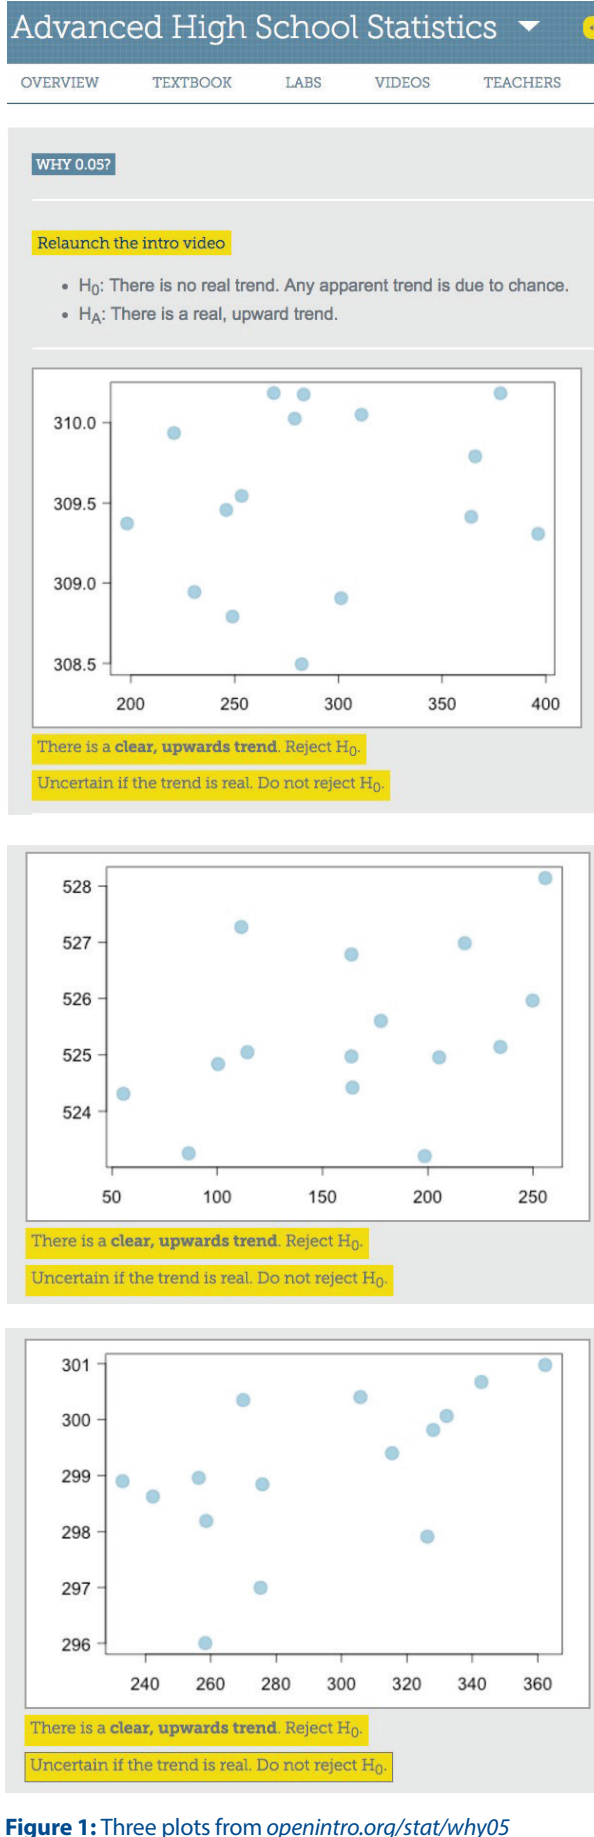 Advanced High School Statistics
OVERVIEW TEXTBOOK LABS VIDEOS TEACHERS
WHY 0.05?
Relaunch the intro video
• H0: There is no real trend. Any apparent trend is due to chance.
• HA: There is a real, upward trend.
310.0
309.5
309.0
308.5
200 250 300 350 400
There is a clear, upwards trend. Reject H0.
Uncertain if the trend is real. Do not reject H0.
528
527
526
525
524
50 100 150 200 250
There is a clear, upwards trend. Reject H0.
Uncertain if the trend is real. Do not reject H0.
301
300
299
298
297
296
240 260 280 300 320 340 360
There is a clear, upwards trend. Reject H0.
Uncertain if the trend is real. Do not reject H0.
Figure 1: Three plots from openintro.org/stat/why05